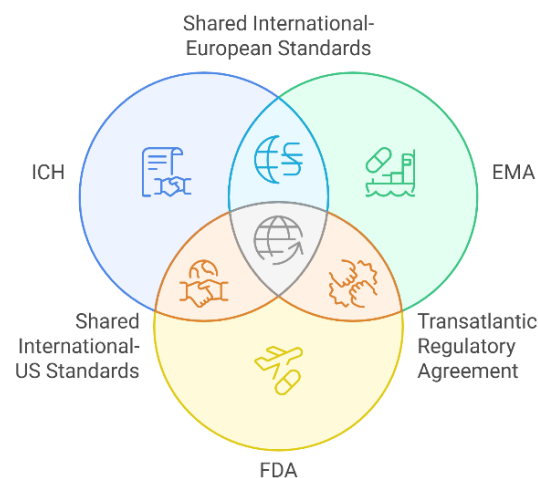 Shared International-
European Standards
ICH
EMA
Shared
International-
US Standards
Transatlantic
Regulatory
Agreement
FDA